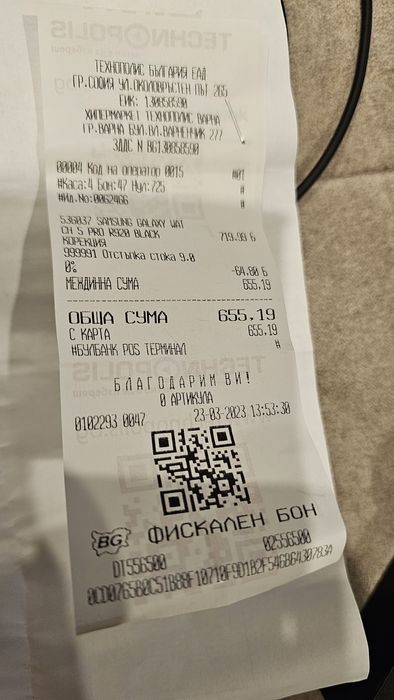 TECHNOPOLIS
ТЕХНОПОЛИС БЪЛГАРИЯ ЕАД
ГР.СОФИЯ УЛ.ОКОЛОВРЪСТЕН ПЪТ 265
ЕИК: 130858590
ХИПЕРМАРКЕТ ТЕХНОПОЛИС ВАРНА
ГР.ВАРНА БУЛ.ВЛ.ВАРНЕНЧИК 277
ЗДДС N BG130858590
00004 Код на оператор 0015 #01
#Каса:4 Бон:47 Нул:725 #
#Ид.No:0062466 #
536037 SAMSUNG GALAXY WAT
CH 5 PRO R920 BLACK 719.99 Б
КОРЕКЦИЯ
999991 Отстъпка стока 9.0
0% -64.80 Б
МЕЖДИННА СУМА 655.19
ОБЩА СУМА 655.19
С КАРТА 655.19
#БУЛБАНК POS ТЕРМИНАЛ #
БЛАГОДАРИМ ВИ!
0 АРТИКУЛА
0102293 0047 23-03-2023 13:53:30
BG ФИСКАЛЕН БОН
DT556500 02556500